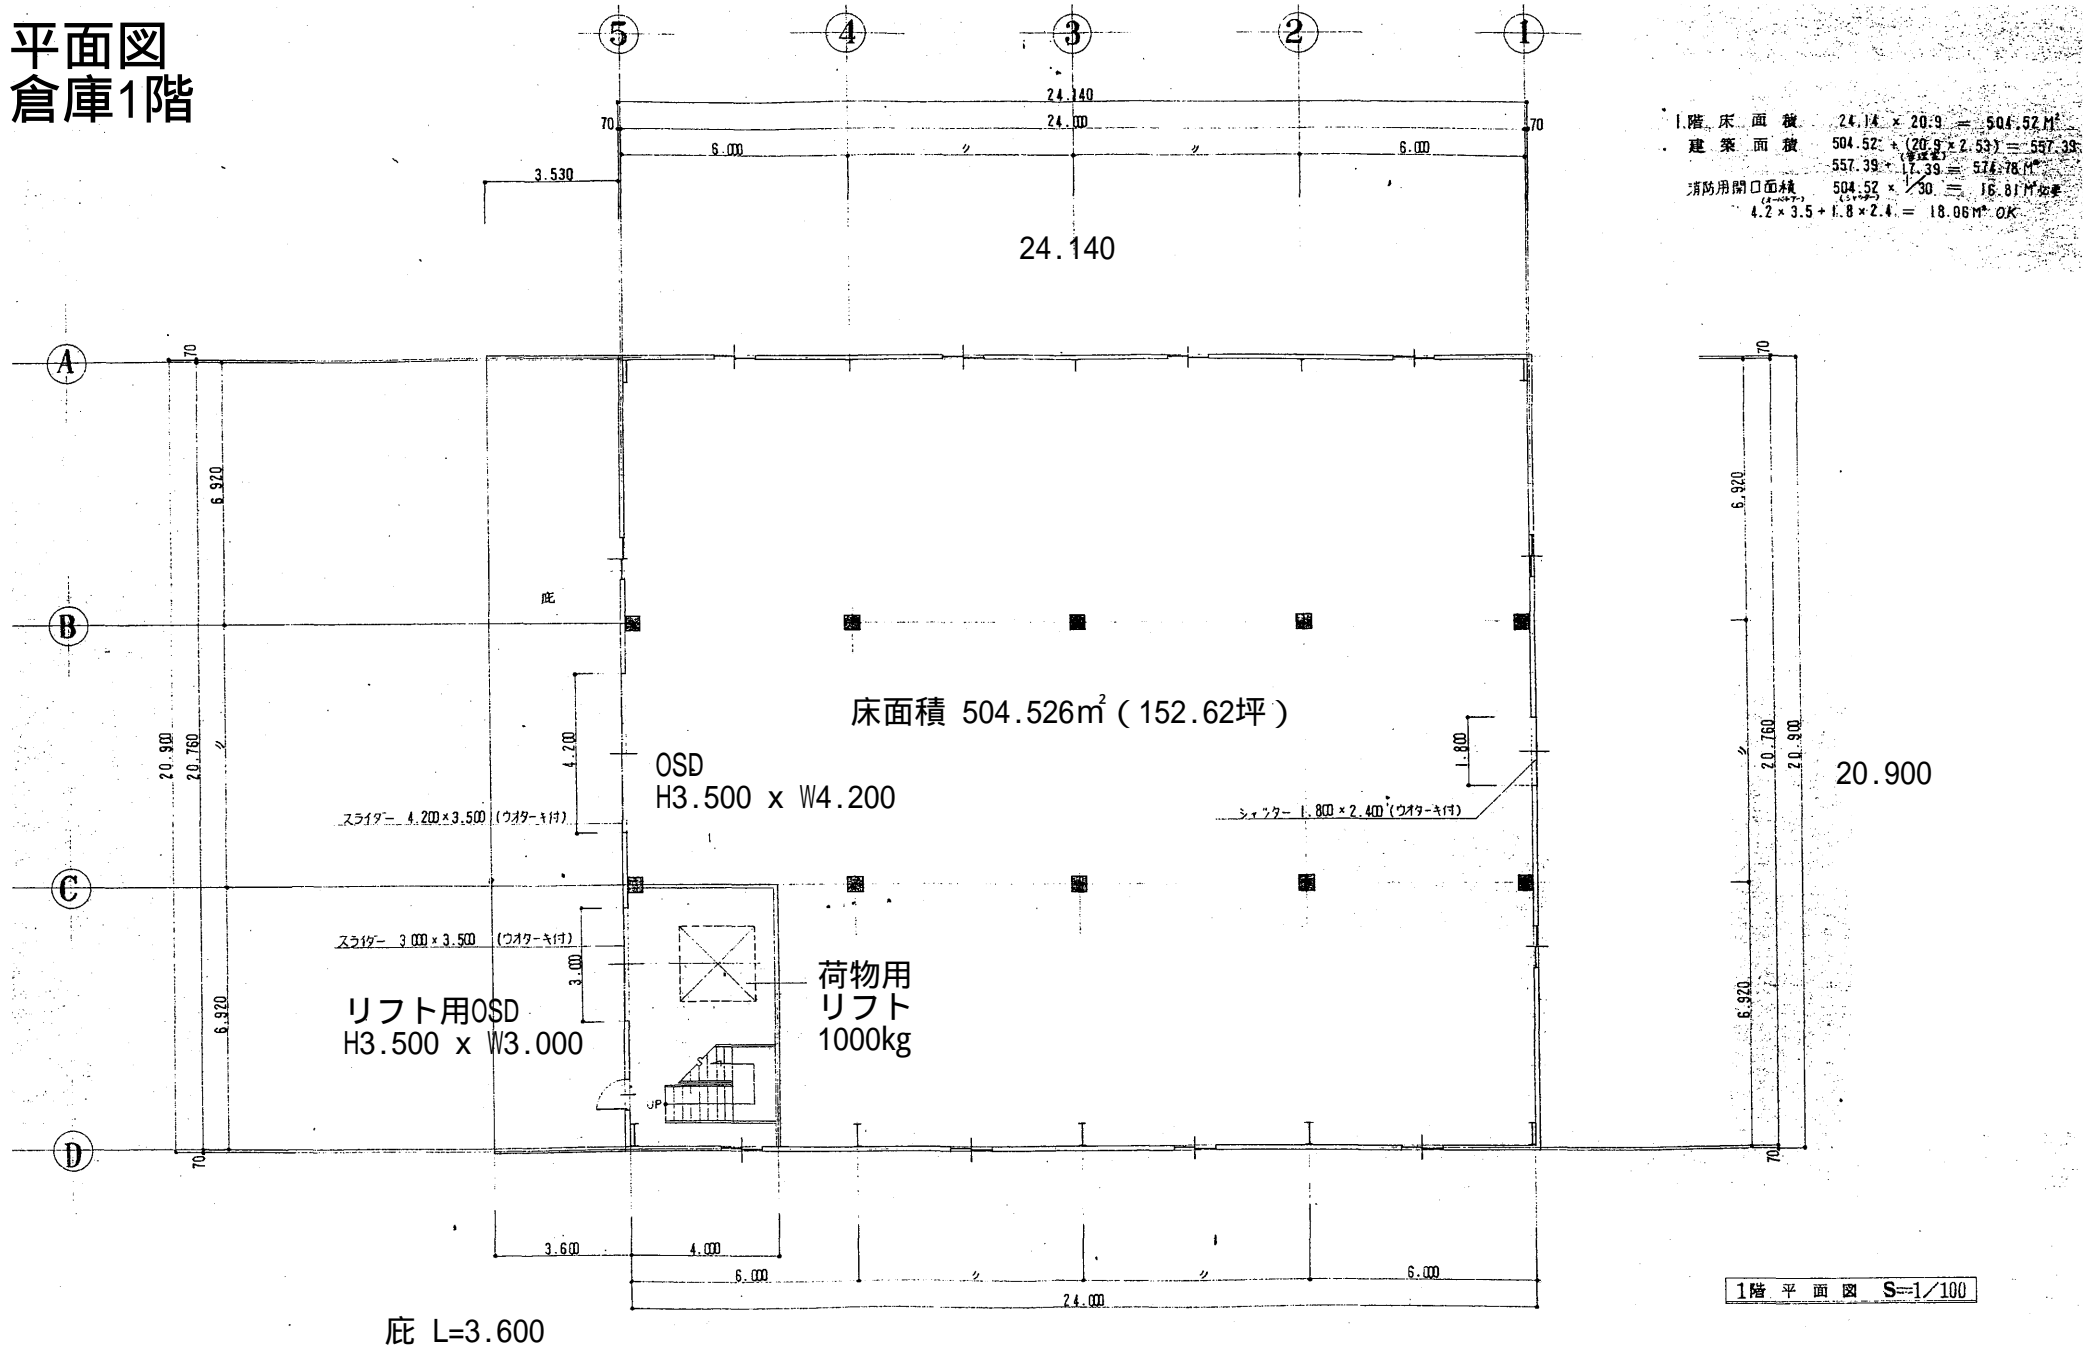 平面図
倉庫1階
5
4
3
2
1
24.140
70
24.000
70
6.000
〃
〃
6.000
3.530
1階床面積 24.14 × 20.9 = 504.52M²
建築面積 504.52 + (20.9 × 2.53) = 557.39
557.39 + 17.39 = 574.78M²
消防用開口面積 504.52 × 1/30 = 16.81M²必要
4.2 × 3.5 + 1.8 × 2.4 = 18.06M² OK
24.140
A
70
70
6.920
6.920
庇
B
床面積 504.526㎡(152.62坪)
4.200
1.800
20.900
20.760
〃
〃
20.760
20.900
20.900
OSD
H3.500 x W4.200
スライダー 4.200×3.500 (ウオターキ付)
シャッター 1.800×2.400 (ウオターキ付)
C
スライダー 3.000×3.500 (ウオターキ付)
3.000
荷物用
リフト
1000kg
リフト用OSD
H3.500 x W3.000
6.920
6.920
UP
D
70
70
3.600
4.000
6.000
〃
〃
6.000
24.000
1階平面図 S=1/100
庇 L=3.600